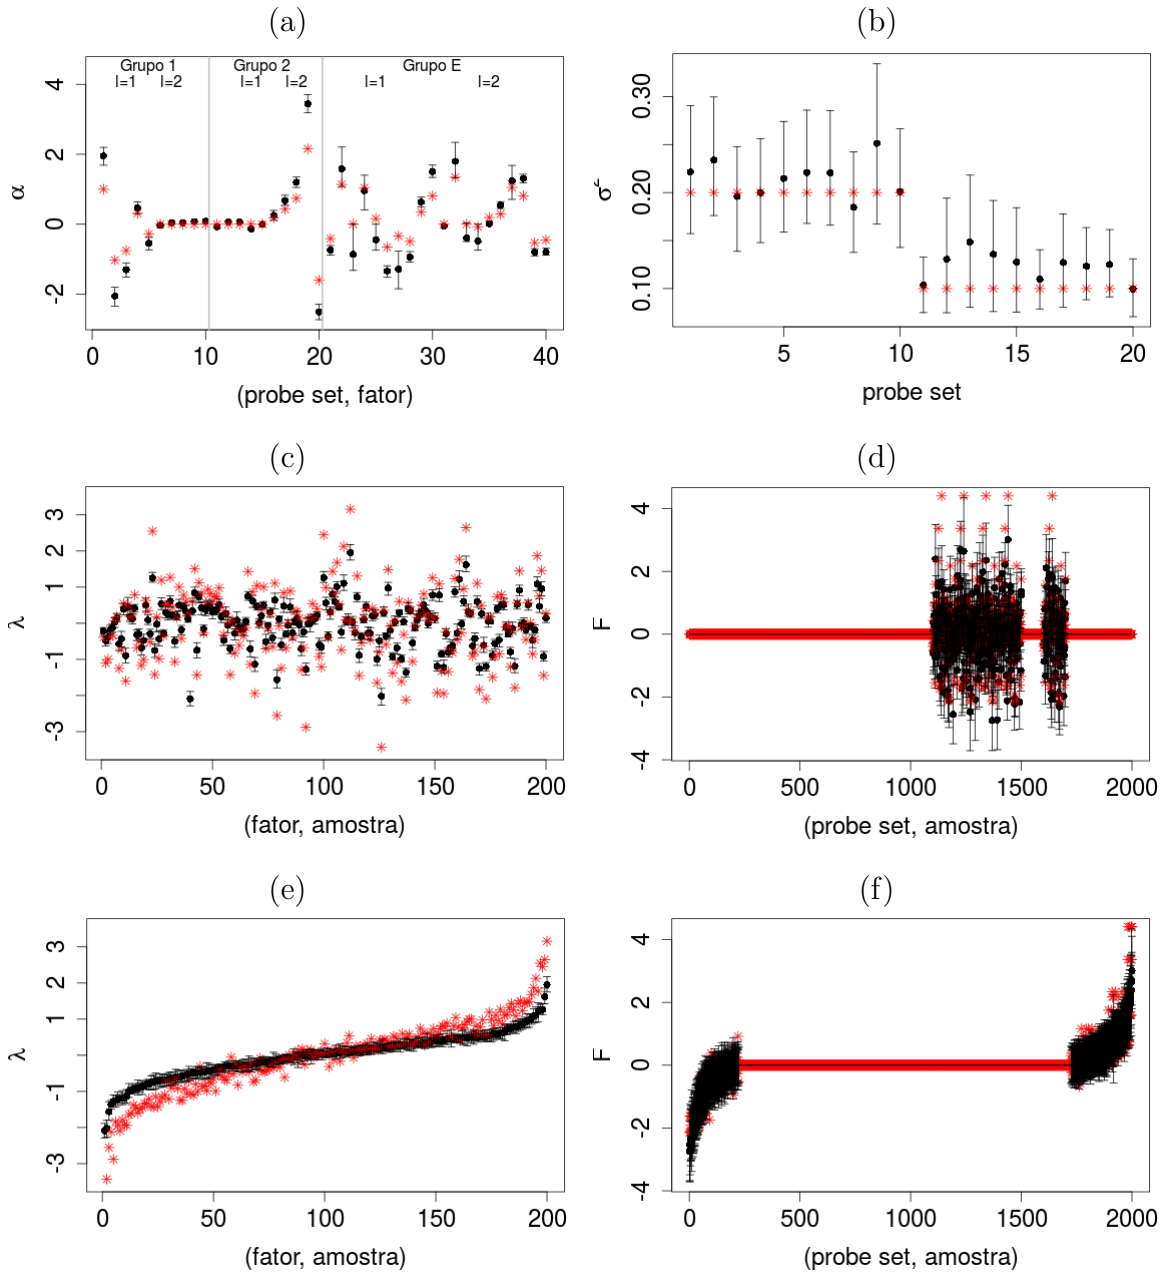 (a)
Grupo 1 Grupo 2 Grupo E
l=1 l=2 l=1 l=2 l=1 l=2
α
4
2
0
-2
0 10 20 30 40
(probe set, fator)
(b)
σ²
0.30
0.20
0.10
5 10 15 20
probe set
(c)
λ
3
1
-1
-3
0 50 100 150 200
(fator, amostra)
(d)
F
4
2
0
-2
-4
0 500 1000 1500 2000
(probe set, amostra)
(e)
λ
3
2
1
-1
-3
0 50 100 150 200
(fator, amostra)
(f)
F
4
2
0
-2
-4
0 500 1000 1500 2000
(probe set, amostra)